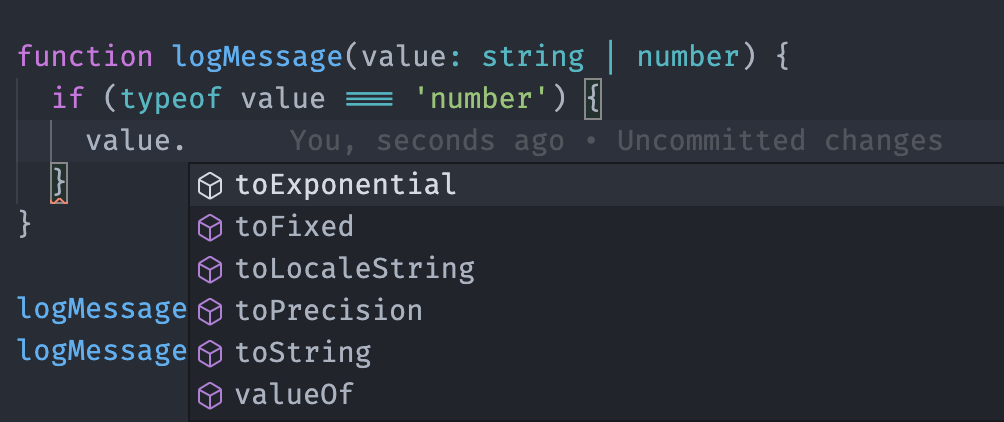 function logMessage(value: string | number) {
if (typeof value === 'number') {
value. You, seconds ago • Uncommitted changes
}
toExponential
}
toFixed
toLocaleString
logMessage
toPrecision
logMessage
toString
valueOf